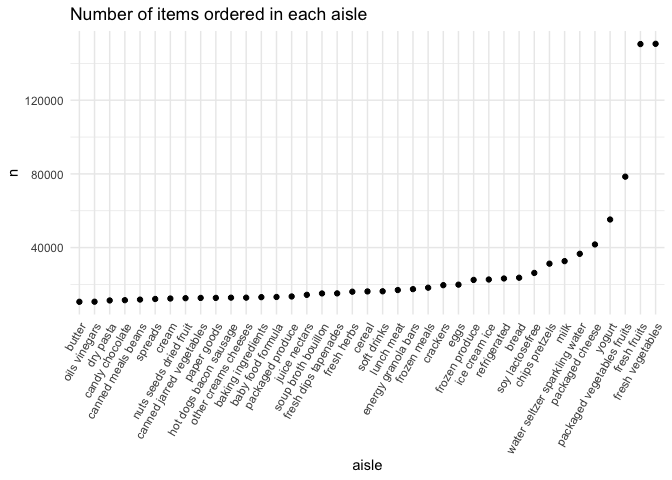 Number of items ordered in each aisle
120000
80000
40000
n
butter
oils vinegars
dry pasta
candy chocolate
canned meals beans
spreads
cream
nuts seeds dried fruit
canned jarred vegetables
paper goods
hot dogs bacon sausage
other creams cheeses
baking ingredients
baby food formula
packaged produce
juice nectars
soup broth bouillon
fresh dips tapenades
fresh herbs
cereal
soft drinks
lunch meat
energy granola bars
frozen meals
crackers
eggs
frozen produce
ice cream ice
refrigerated
bread
soy lactosefree
chips pretzels
milk
water seltzer sparkling water
packaged cheese
yogurt
packaged vegetables fruits
fresh fruits
fresh vegetables
aisle